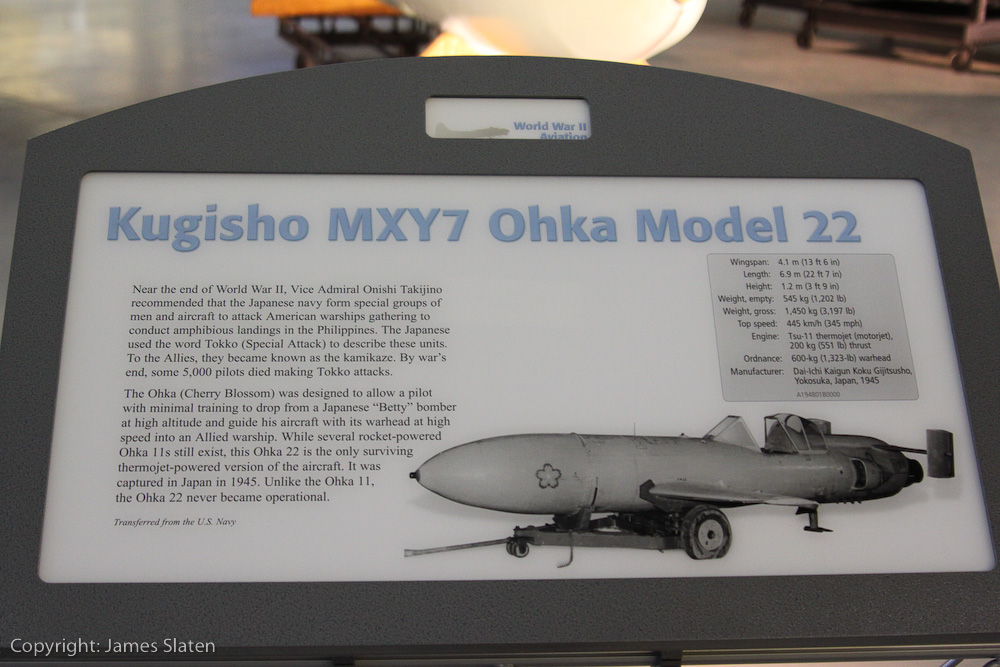 World War II
Aviation
Kugisho MXY7 Ohka Model 22
Near the end of World War II, Vice Admiral Onishi Takijino
recommended that the Japanese navy form special groups of
men and aircraft to attack American warships gathering to
conduct amphibious landings in the Philippines. The Japanese
used the word Tokko (Special Attack) to describe these units.
To the Allies, they became known as the kamikaze. By war's
end, some 5,000 pilots died making Tokko attacks.
The Ohka (Cherry Blossom) was designed to allow a pilot
with minimal training to drop from a Japanese “Betty” bomber
at high altitude and guide his aircraft with its warhead at high
speed into an Allied warship. While several rocket-powered
Ohka 11s still exist, this Ohka 22 is the only surviving
thermojet-powered version of the aircraft. It was
captured in Japan in 1945. Unlike the Ohka 11,
the Ohka 22 never became operational.
Transferred from the U.S. Navy
Wingspan: 4.1 m (13 ft 6 in)
Length: 6.9 m (22 ft 7 in)
Height: 1.2 m (3 ft 9 in)
Weight, empty: 545 kg (1,202 lb)
Weight, gross: 1,450 kg (3,197 lb)
Top speed: 445 km/h (345 mph)
Engine: Tsu-11 thermojet (motorjet),
200 kg (551 lb) thrust
Ordnance: 600-kg (1,323-lb) warhead
Manufacturer: Dai-Ichi Kaigun Koku Gijitsusho,
Yokosuka, Japan, 1945
A19480180000
Copyright: James Slaten